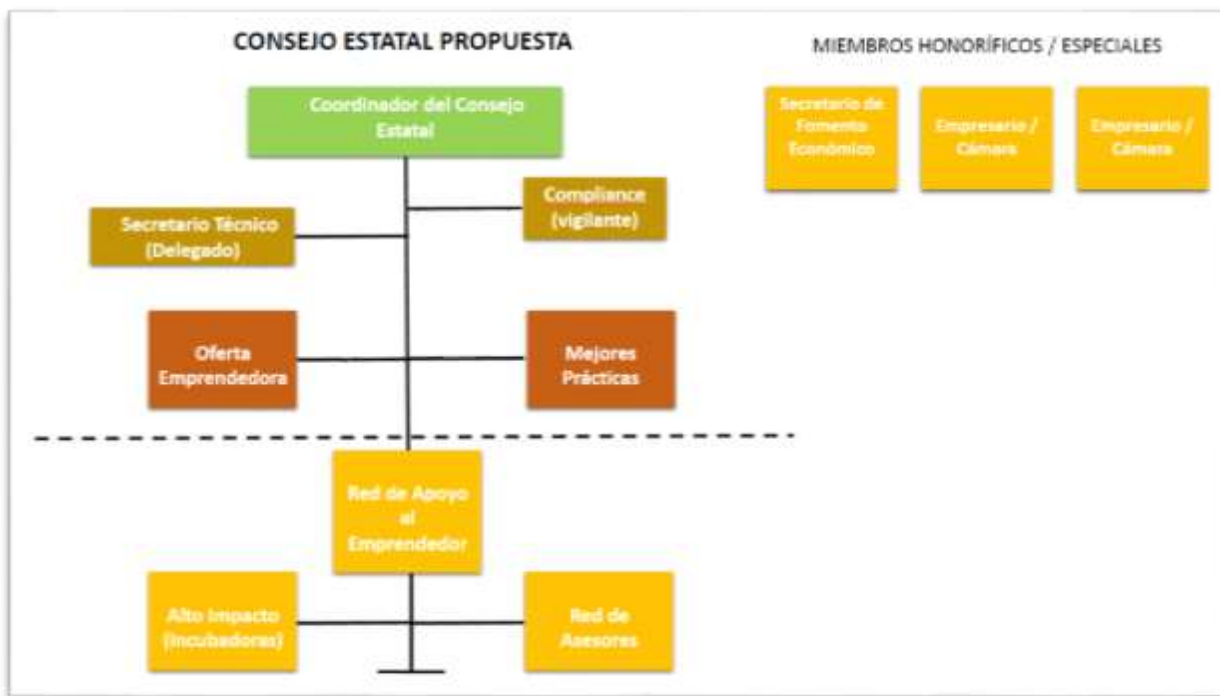 CONSEJO ESTATAL PROPUESTA
MIEMBROS HONORÍFICOS / ESPECIALES
Coordinador del Consejo
Estatal
Secretario de
Fomento
Económico
Empresario /
Cámara
Empresario /
Cámara
Compliance
(vigilante)
Secretario Técnico
(Delegado)
Oferta
Emprendedora
Mejores
Prácticas
Red de Apoyo
al
Emprendedor
Alto Impacto
(Incubadoras)
Red de
Asesores